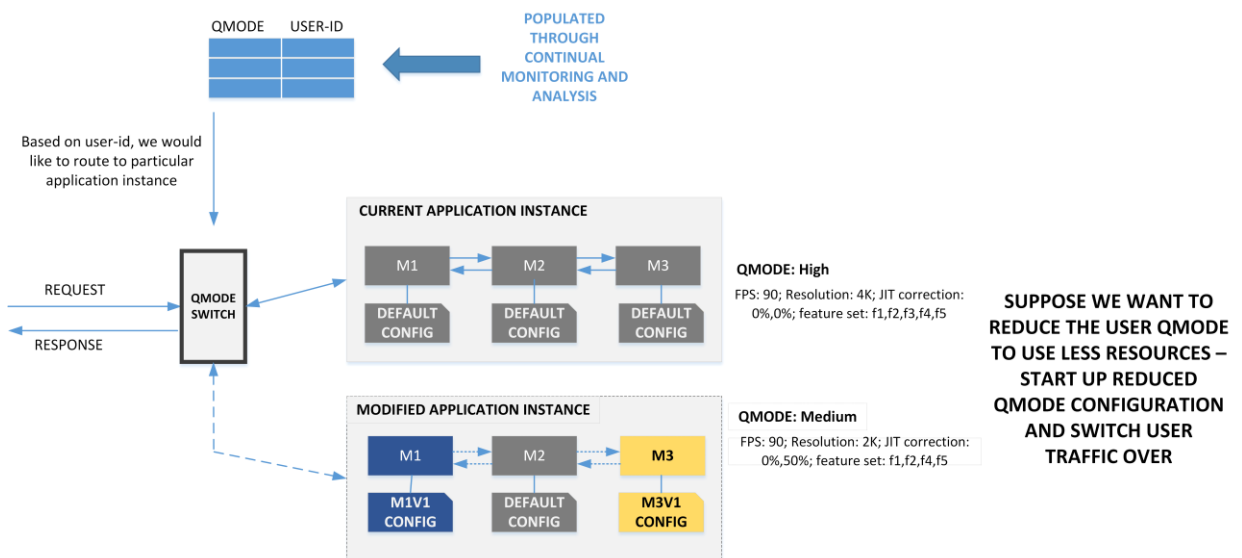 QMODE USER-ID
POPULATED
THROUGH
CONTINUAL
MONITORING AND
ANALYSIS
Based on user-id, we would
like to route to particular
application instance
CURRENT APPLICATION INSTANCE
M1 M2 M3
DEFAULT
CONFIG
DEFAULT
CONFIG
DEFAULT
CONFIG
QMODE: High
FPS: 90; Resolution: 4K; JIT correction:
0%,0%; feature set: f1,f2,f3,f4,f5
REQUEST
QMODE
SWITCH
RESPONSE
SUPPOSE WE WANT TO
REDUCE THE USER QMODE
TO USE LESS RESOURCES –
START UP REDUCED
QMODE CONFIGURATION
AND SWITCH USER
TRAFFIC OVER
MODIFIED APPLICATION INSTANCE
M1 M2 M3
M1V1
CONFIG
DEFAULT
CONFIG
M3V1
CONFIG
QMODE: Medium
FPS: 90; Resolution: 2K; JIT correction:
0%,50%; feature set: f1,f2,f4,f5